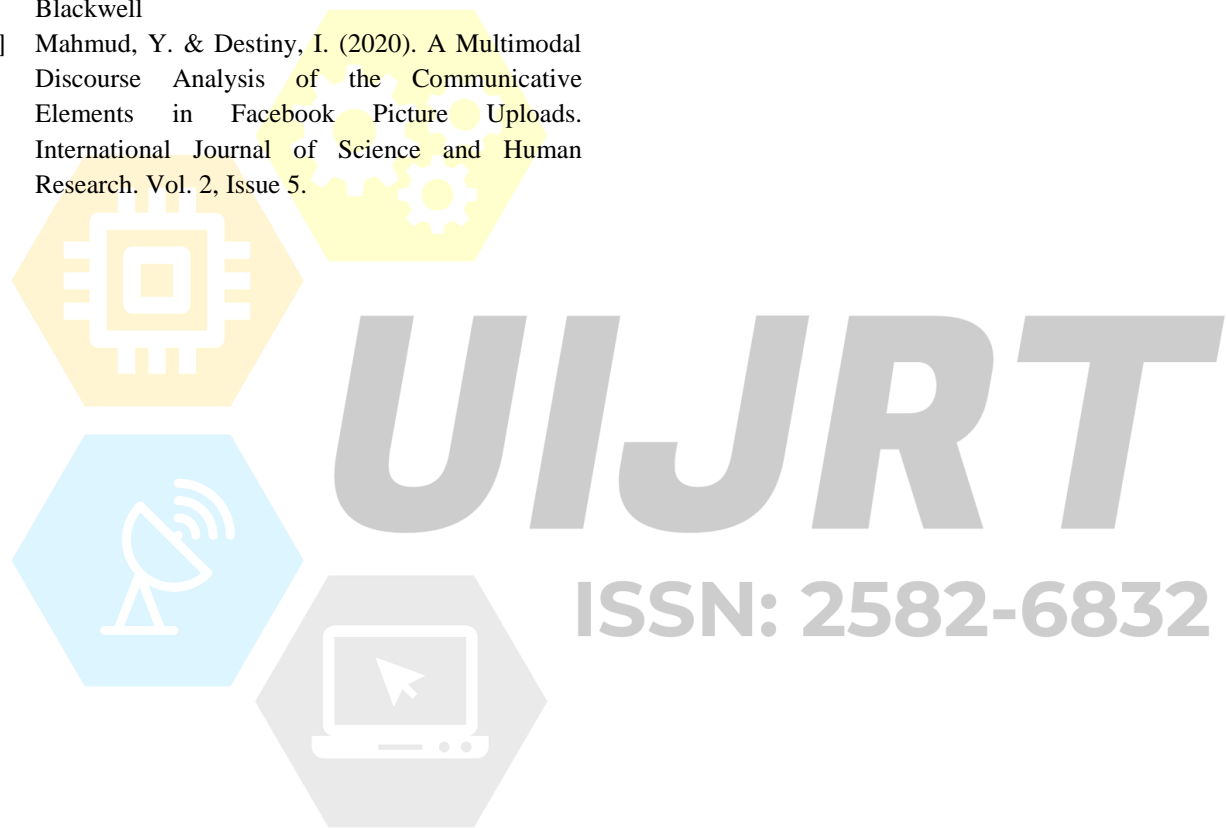 Blackwell
] Mahmud, Y. & Destiny, I. (2020). A Multimodal
Discourse Analysis of the Communicative
Elements in Facebook Picture Uploads.
International Journal of Science and Human
Research. Vol. 2, Issue 5.
UIJRT
ISSN: 2582-6832